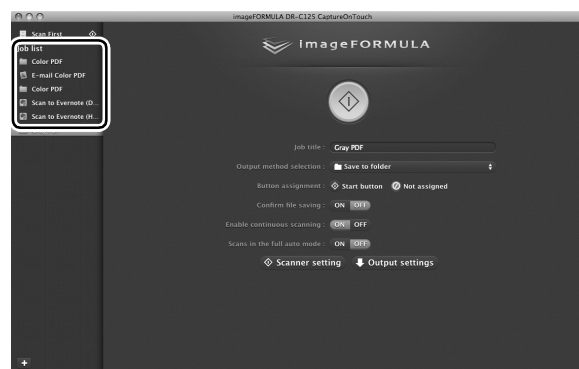 imageFORMULA DR-C125 CaptureOnTouch
Scan First
Job list
Color PDF
E-mail Color PDF
Color PDF
Scan to Evernote (D...
Scan to Evernote (H...
imageFORMULA
Job title : Gray PDF
Output method selection : Save to folder
Button assignment : Start button Not assigned
Confirm file saving : ON OFF
Enable continuous scanning : ON OFF
Scans in the full auto mode : ON OFF
Scanner setting Output settings
+